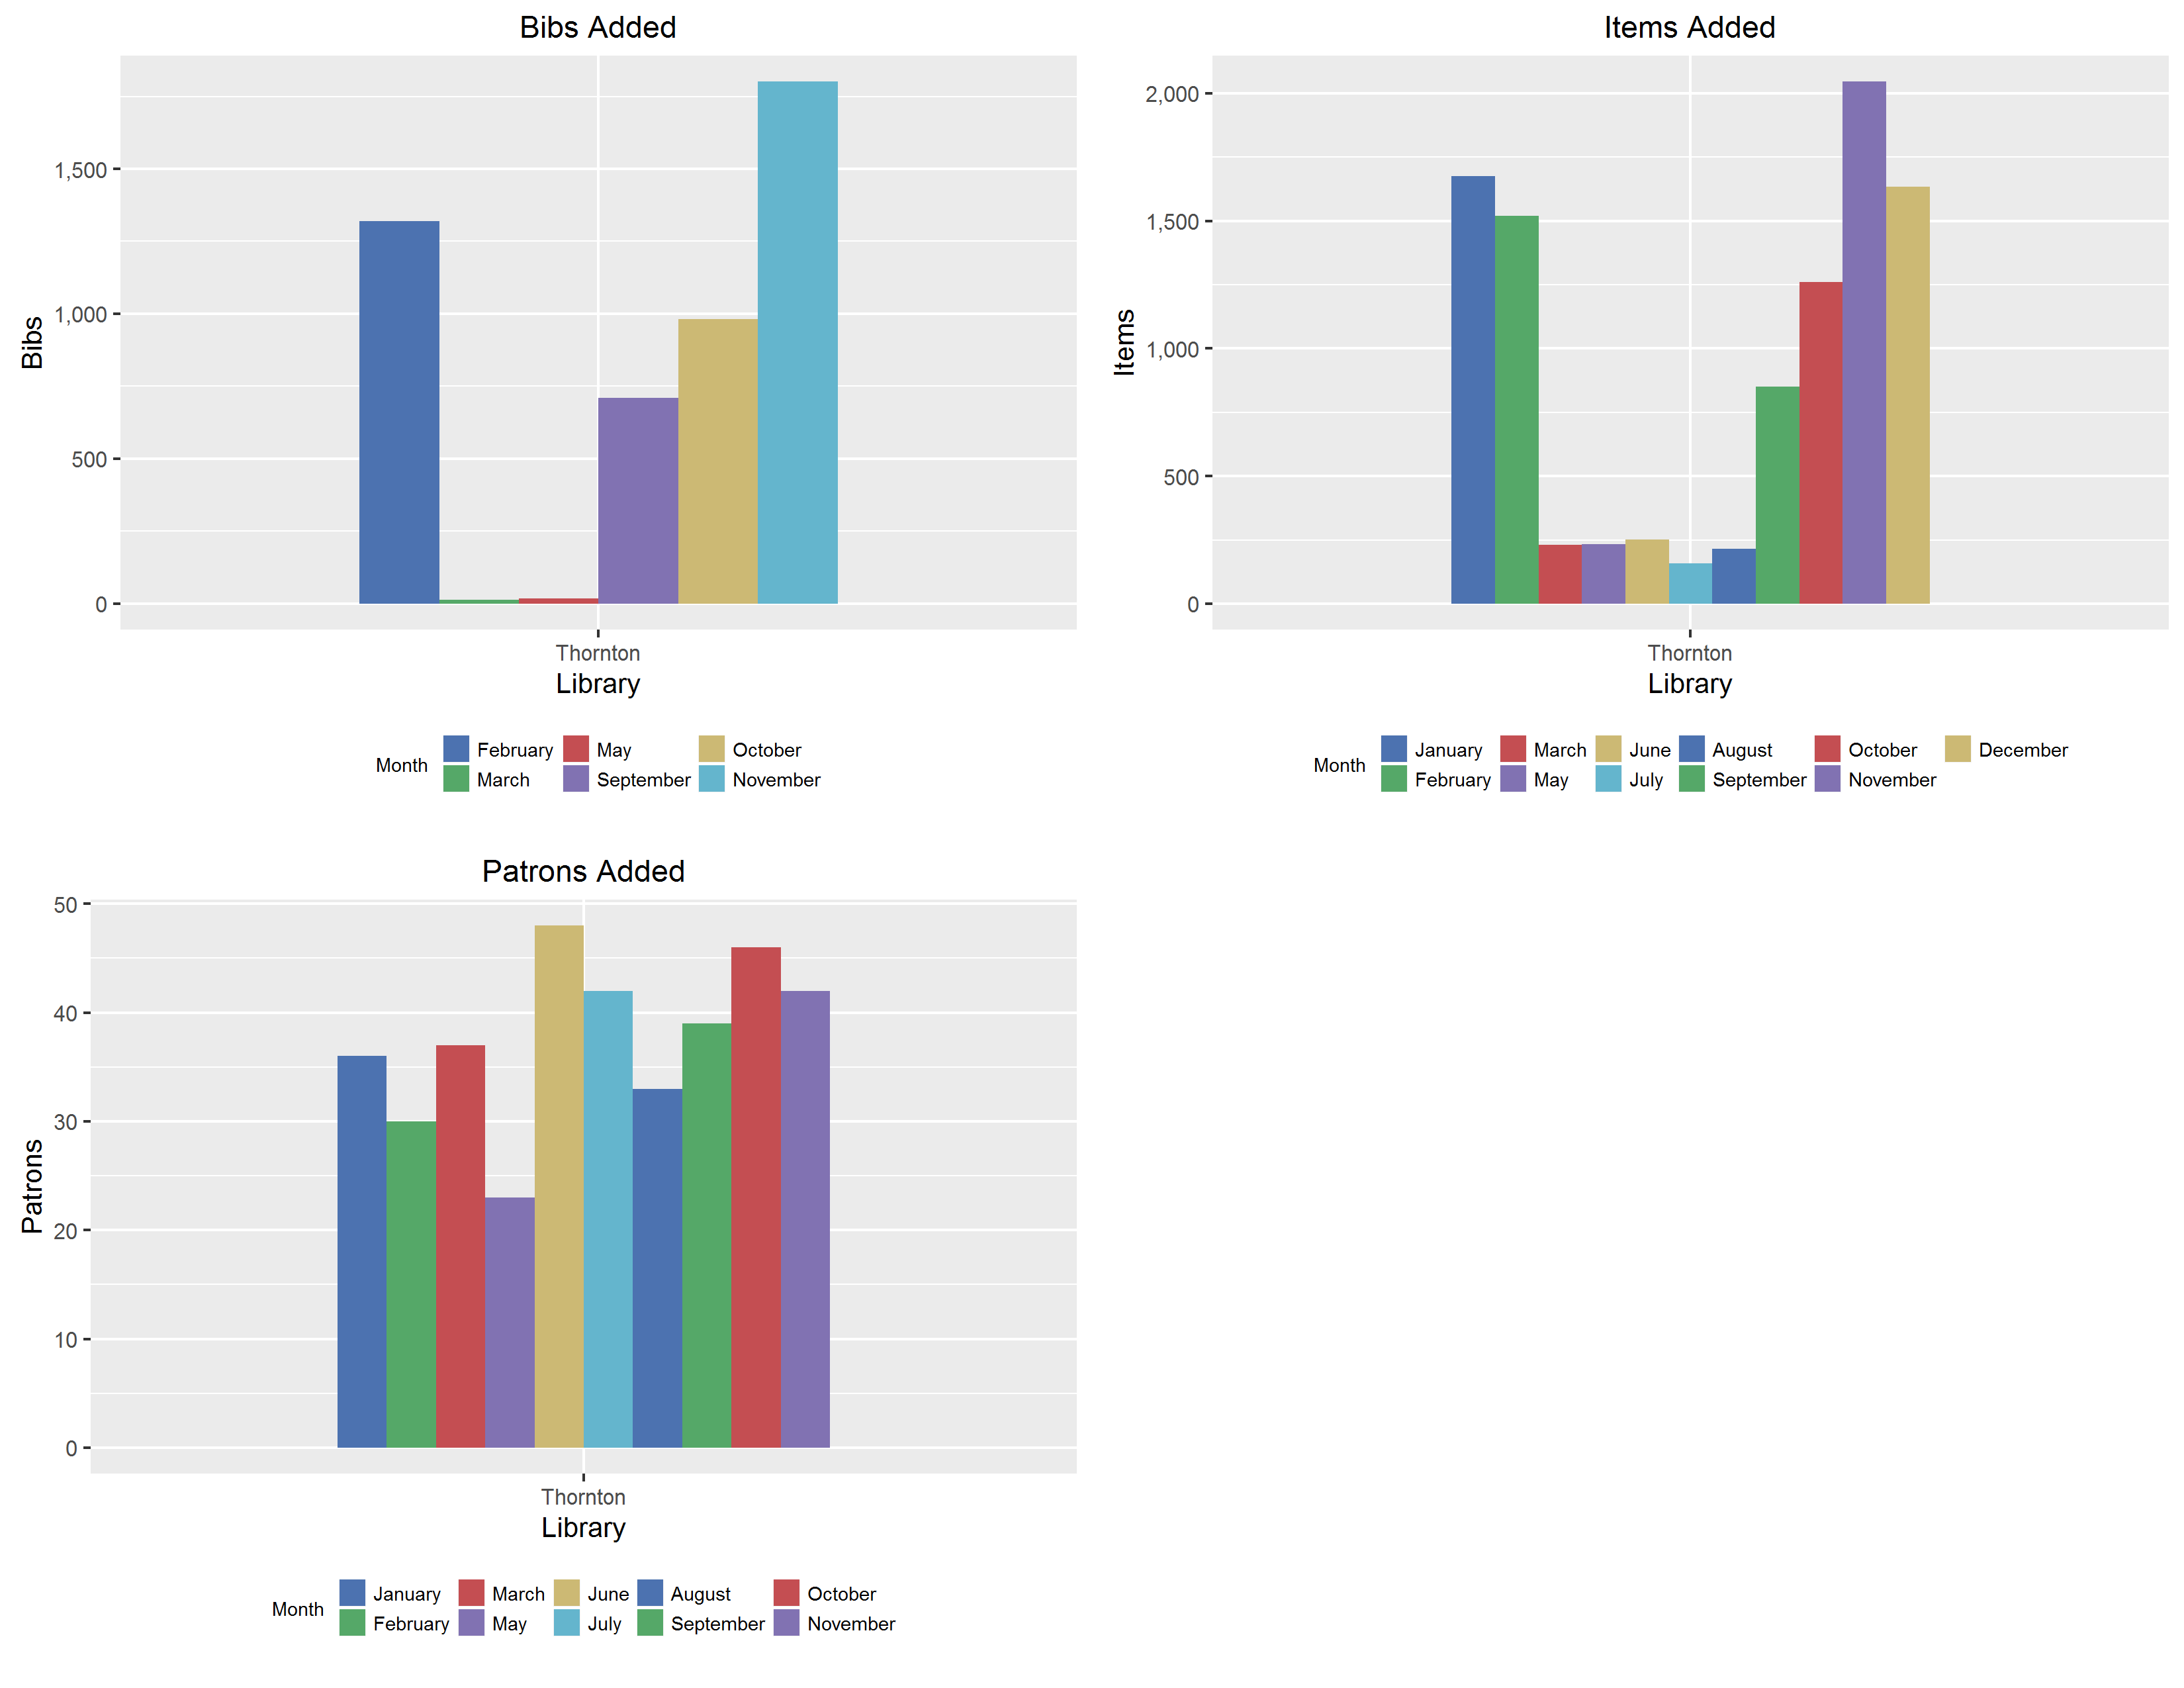 Bibs Added
1,500
1,000
500
0
Bibs
Thornton
Library
Month
February May October
March September November
Items Added
2,000
1,500
1,000
500
0
Items
Thornton
Library
Month
January March June August October December
February May July September November
Patrons Added
50
40
30
20
10
0
Patrons
Thornton
Library
Month
January March June August October
February May July September November